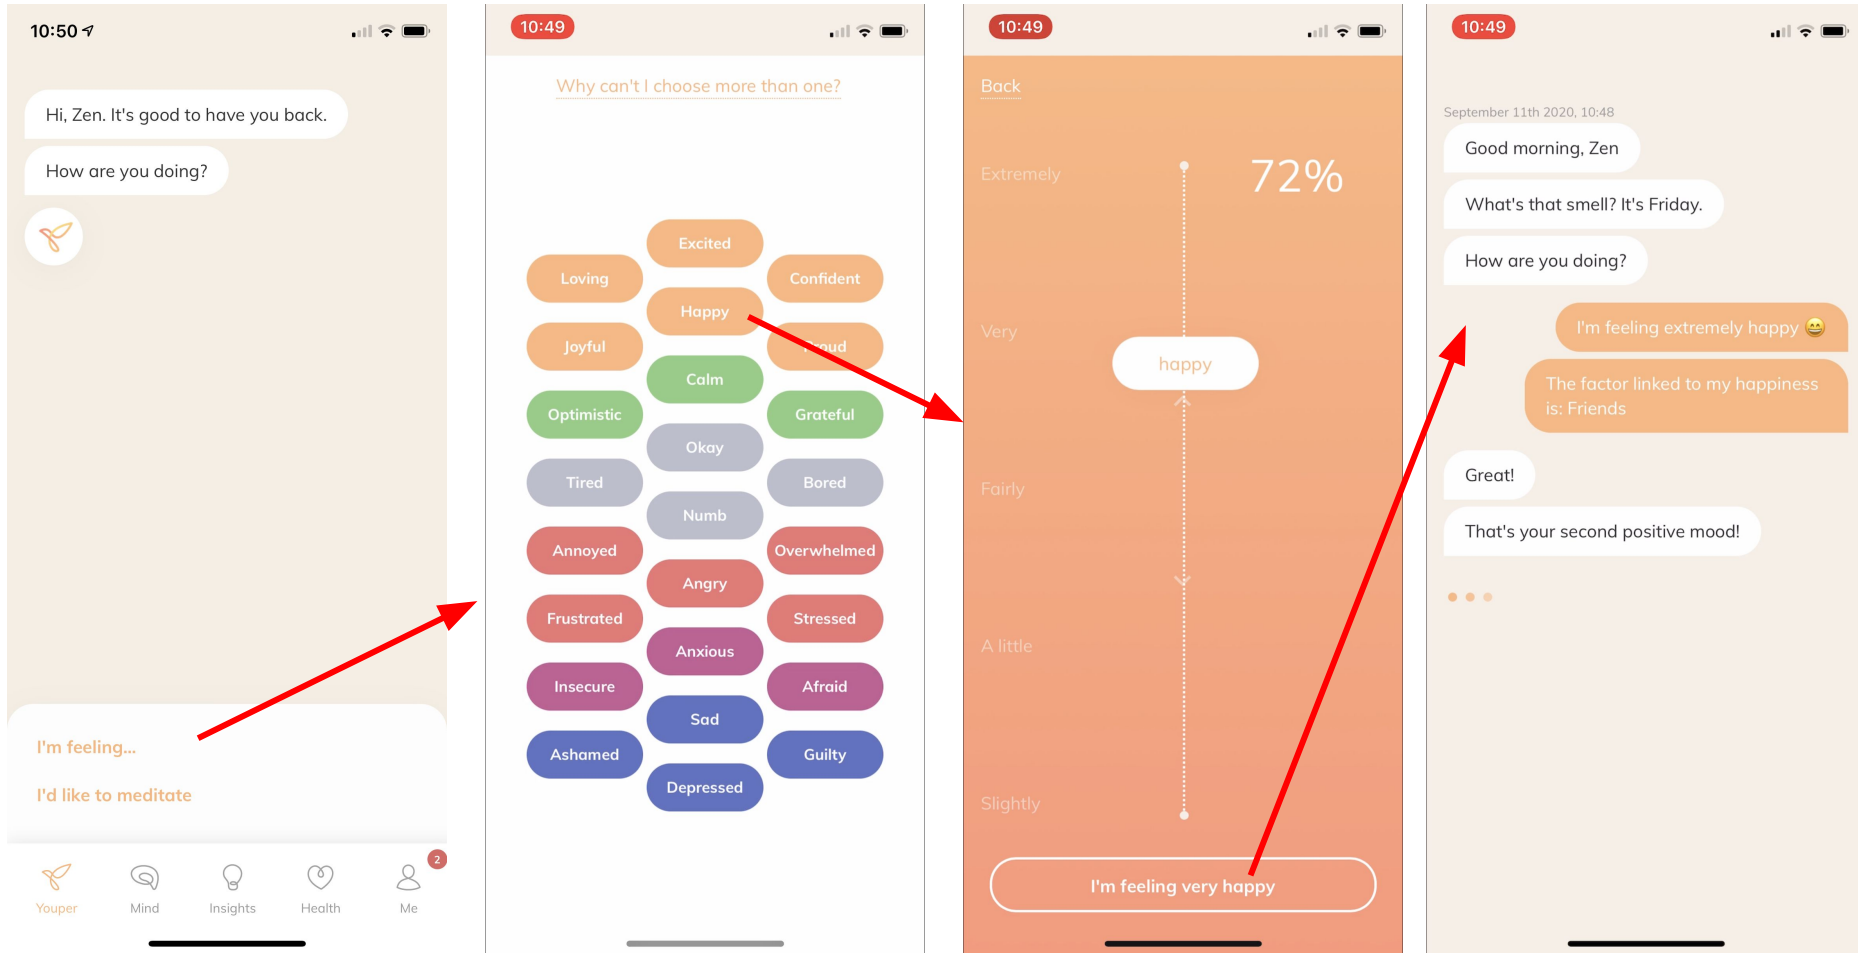 10:50
Hi, Zen. It's good to have you back.
How are you doing?
I'm feeling...
I'd like to meditate
2
Youper
Mind
Insights
Health
Me
10:49
Why can't I choose more than one?
Excited
Loving
Confident
Happy
Joyful
Proud
Calm
Optimistic
Grateful
Okay
Tired
Bored
Numb
Annoyed
Overwhelmed
Angry
Frustrated
Stressed
Anxious
Insecure
Afraid
Sad
Ashamed
Guilty
Depressed
10:49
Back
Extremely
72%
Very
happy
Fairly
A little
Slightly
I'm feeling very happy
10:49
September 11th 2020, 10:48
Good morning, Zen
What's that smell? It's Friday.
How are you doing?
I'm feeling extremely happy 😄
The factor linked to my happiness
is: Friends
Great!
That's your second positive mood!